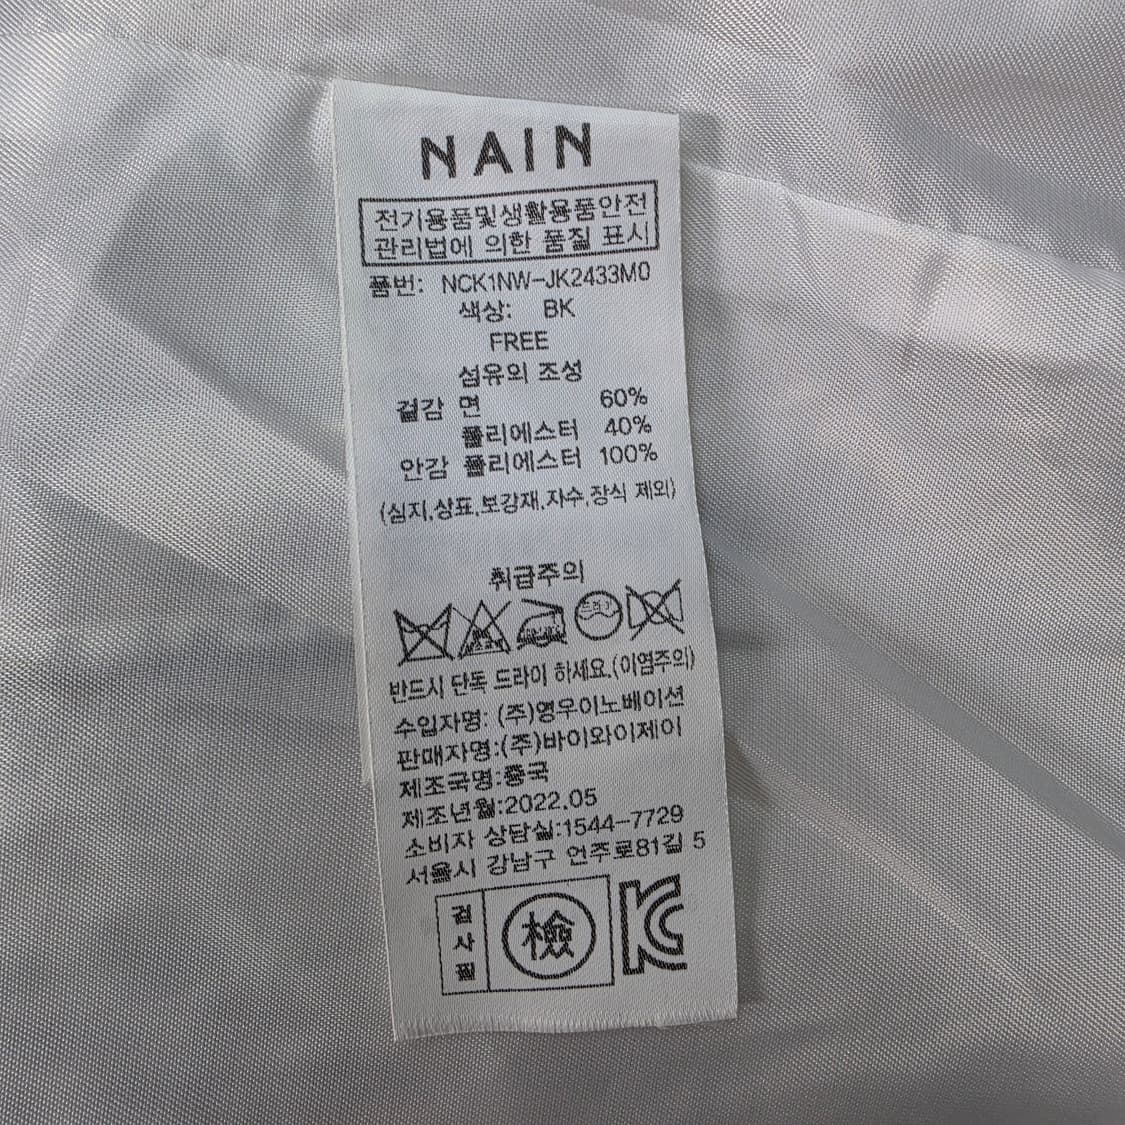 NAIN
전기용품및생활용품안전
관리법에 의한 품질 표시
품번: NCK1NW-JK2433M0
색상: BK
FREE
섬유의 조성
겉감 면 60%
폴리에스터 40%
안감 폴리에스터 100%
(심지,상표,보강재,자수,장식 제외)
취급주의
드라이
반드시 단독 드라이 하세요.(이염주의)
수입자명: (주)영우이노베이션
판매자명:(주)바이와이제이
제조국명:중국
제조년월:2022.05
소비자 상담실:1544-7729
서울시 강남구 언주로81길 5
검사필 檢